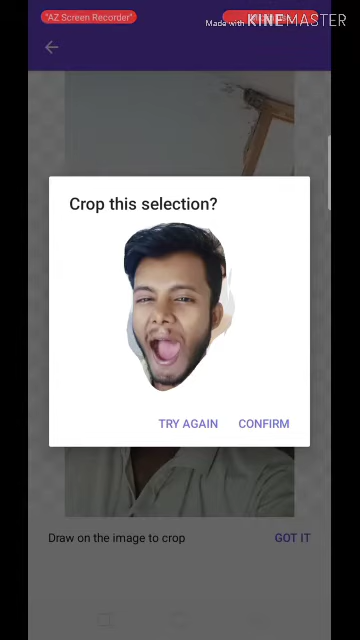 "AZ Screen Recorder"
Made with KINEMASTER
Crop this selection?
TRY AGAIN CONFIRM
Draw on the image to crop GOT IT